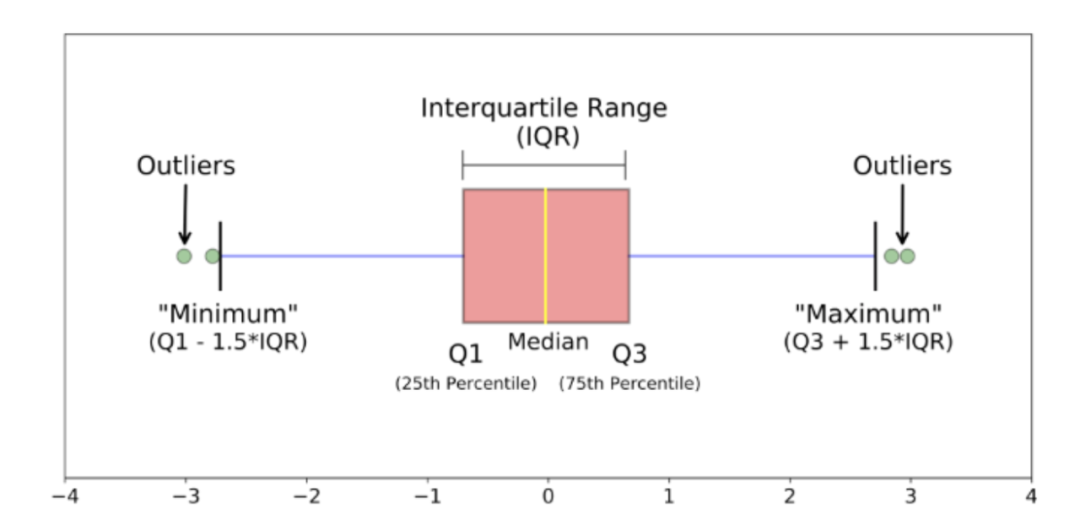 Interquartile Range
(IQR)
Outliers
Outliers
"Minimum"
(Q1 - 1.5*IQR)
"Maximum"
(Q3 + 1.5*IQR)
Median
Q1
Q3
(25th Percentile)
(75th Percentile)
−4
−3
−2
−1
0
1
2
3
4